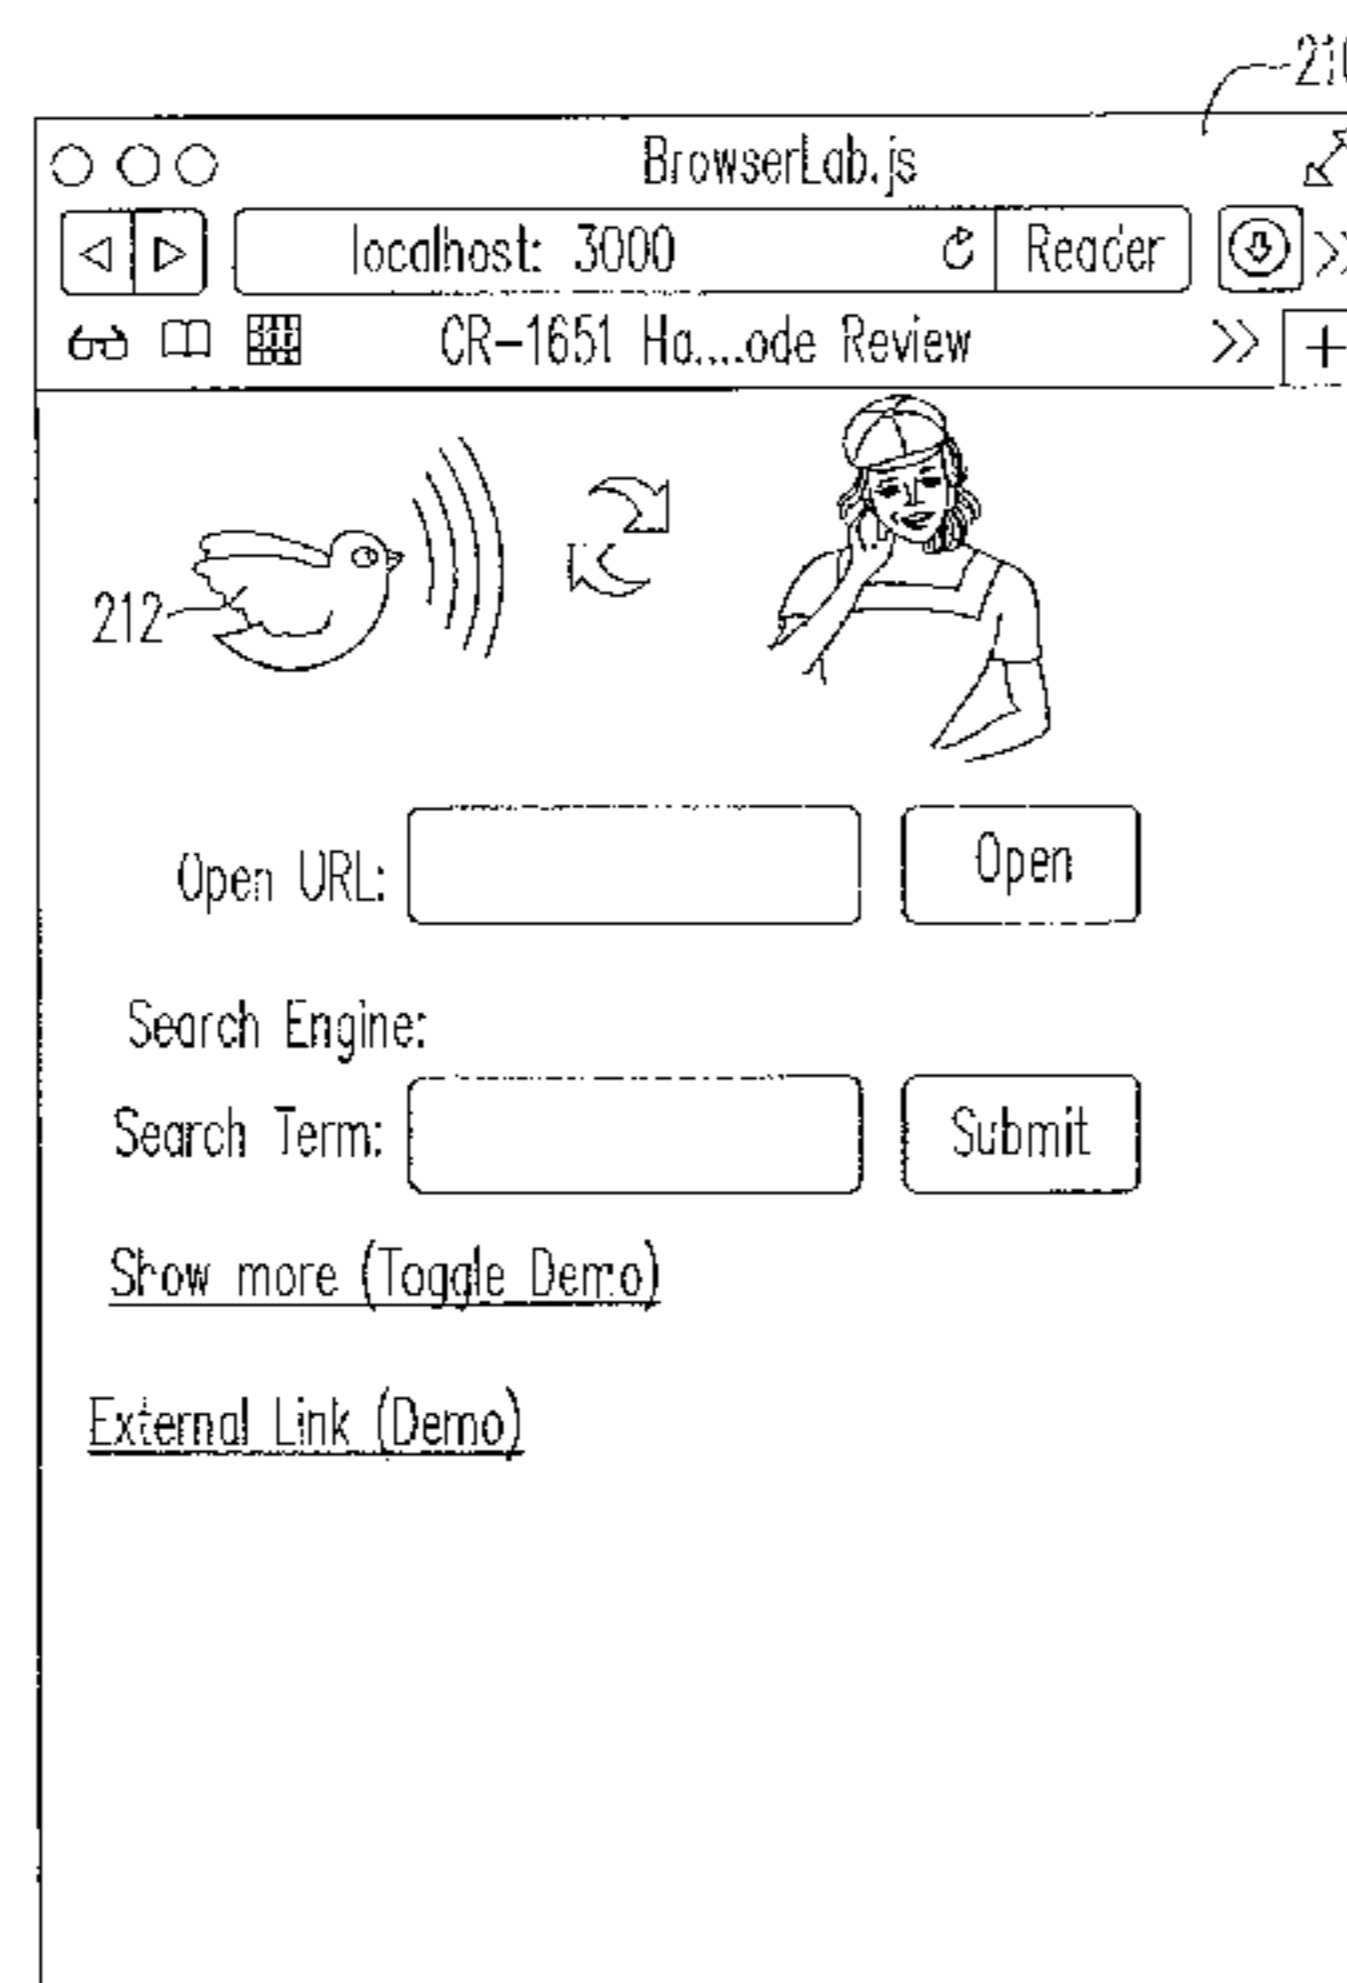 210
BrowserLab.js
localhost: 3000 Reader
CR-1651 Ha....ode Review
+
212
Open URL: Open
Search Engine:
Search Term: Submit
Show more (Toggle Demo)
External Link (Demo)